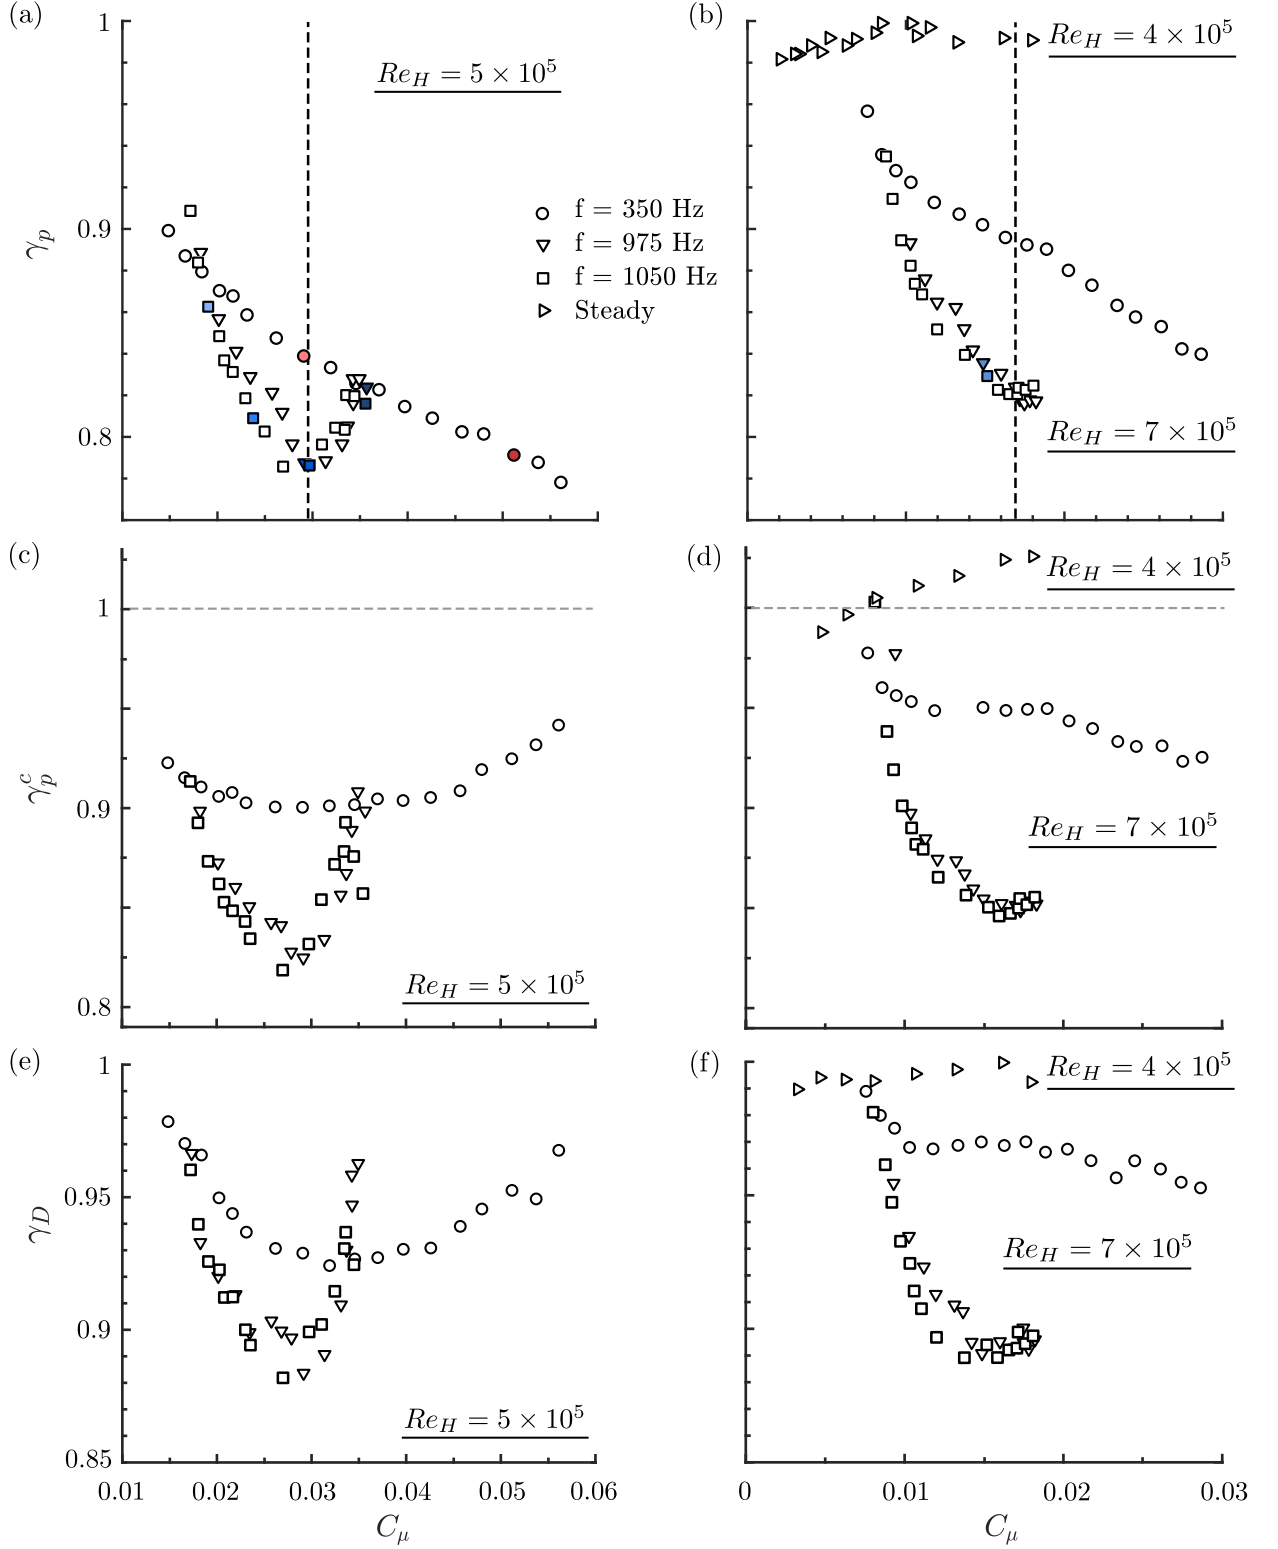 (a)
1
0.9
0.8
γ_p
Re_H = 5 × 10^5
f = 350 Hz
f = 975 Hz
f = 1050 Hz
Steady
(b)
Re_H = 4 × 10^5
Re_H = 7 × 10^5
(c)
1
0.9
0.8
γ_p^c
Re_H = 5 × 10^5
(d)
Re_H = 4 × 10^5
Re_H = 7 × 10^5
(e)
1
0.95
0.9
0.85
γ_D
Re_H = 5 × 10^5
0.01 0.02 0.03 0.04 0.05 0.06
C_μ
(f)
Re_H = 4 × 10^5
Re_H = 7 × 10^5
0 0.01 0.02 0.03
C_μ